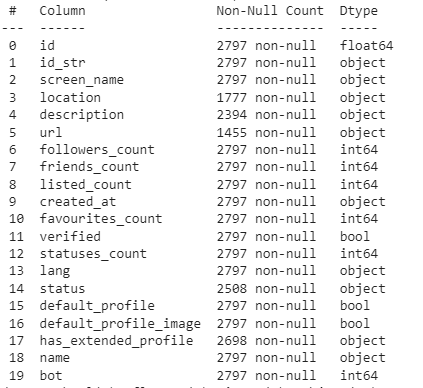 #   Column                 Non-Null Count  Dtype
--- ------                 --------------  -----
0   id                     2797 non-null   float64
1   id_str                 2797 non-null   object
2   screen_name            2797 non-null   object
3   location               1777 non-null   object
4   description            2394 non-null   object
5   url                    1455 non-null   object
6   followers_count        2797 non-null   int64
7   friends_count          2797 non-null   int64
8   listed_count           2797 non-null   int64
9   created_at             2797 non-null   object
10  favourites_count       2797 non-null   int64
11  verified               2797 non-null   bool
12  statuses_count         2797 non-null   int64
13  lang                   2797 non-null   object
14  status                 2508 non-null   object
15  default_profile        2797 non-null   bool
16  default_profile_image  2797 non-null   bool
17  has_extended_profile   2698 non-null   object
18  name                   2797 non-null   object
19  bot                    2797 non-null   int64